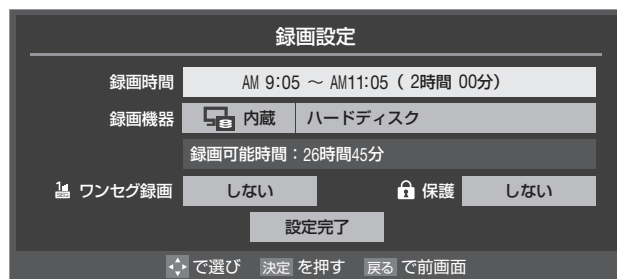 録画設定
録画時間 AM 9:05 ～ AM11:05 ( 2時間 00分)
録画機器 内蔵 ハードディスク
録画可能時間：26時間45分
ワンセグ録画 しない 保護 しない
設定完了
で選び 決定 を押す 戻る で前画面